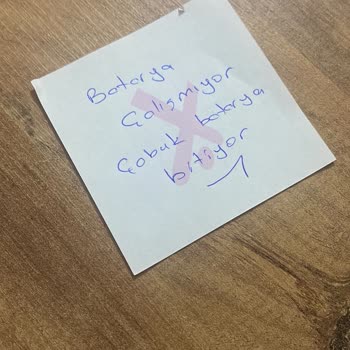 Batarya
Çalışmıyor
Çabuk batarya
bitiyor